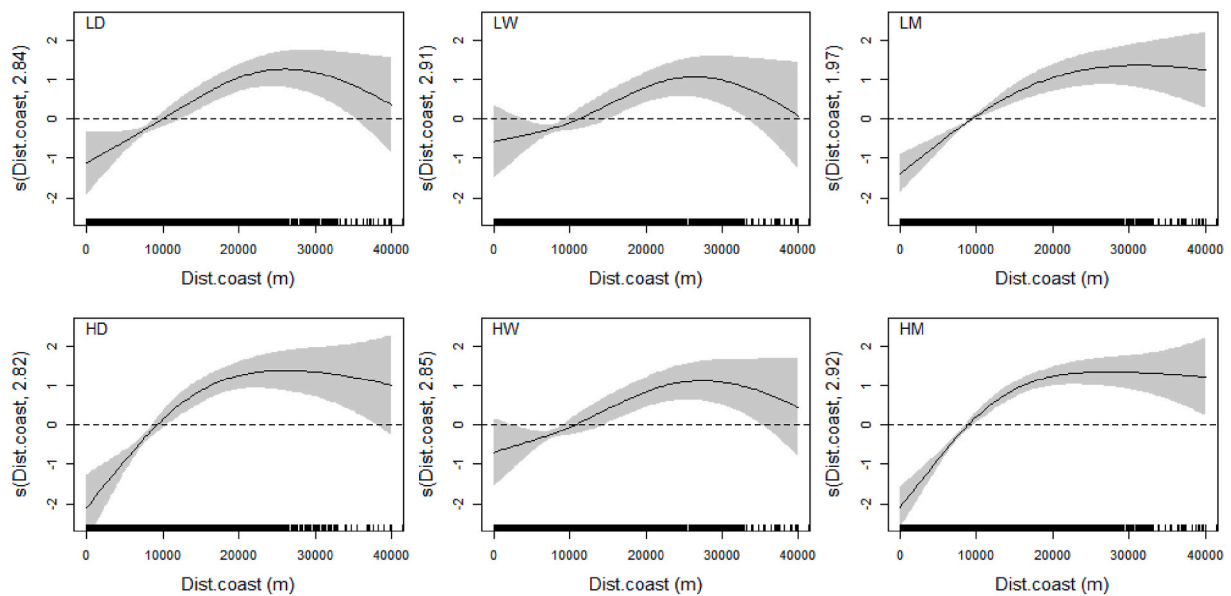 LD
s(Dist.coast, 2.84)
2
1
0
-1
-2
0 10000 20000 30000 40000
Dist.coast (m)
LW
s(Dist.coast, 2.91)
2
1
0
-1
-2
0 10000 20000 30000 40000
Dist.coast (m)
LM
s(Dist.coast, 1.97)
2
1
0
-1
-2
0 10000 20000 30000 40000
Dist.coast (m)
HD
s(Dist.coast, 2.82)
2
1
0
-1
-2
0 10000 20000 30000 40000
Dist.coast (m)
HW
s(Dist.coast, 2.85)
2
1
0
-1
-2
0 10000 20000 30000 40000
Dist.coast (m)
HM
s(Dist.coast, 2.92)
2
1
0
-1
-2
0 10000 20000 30000 40000
Dist.coast (m)